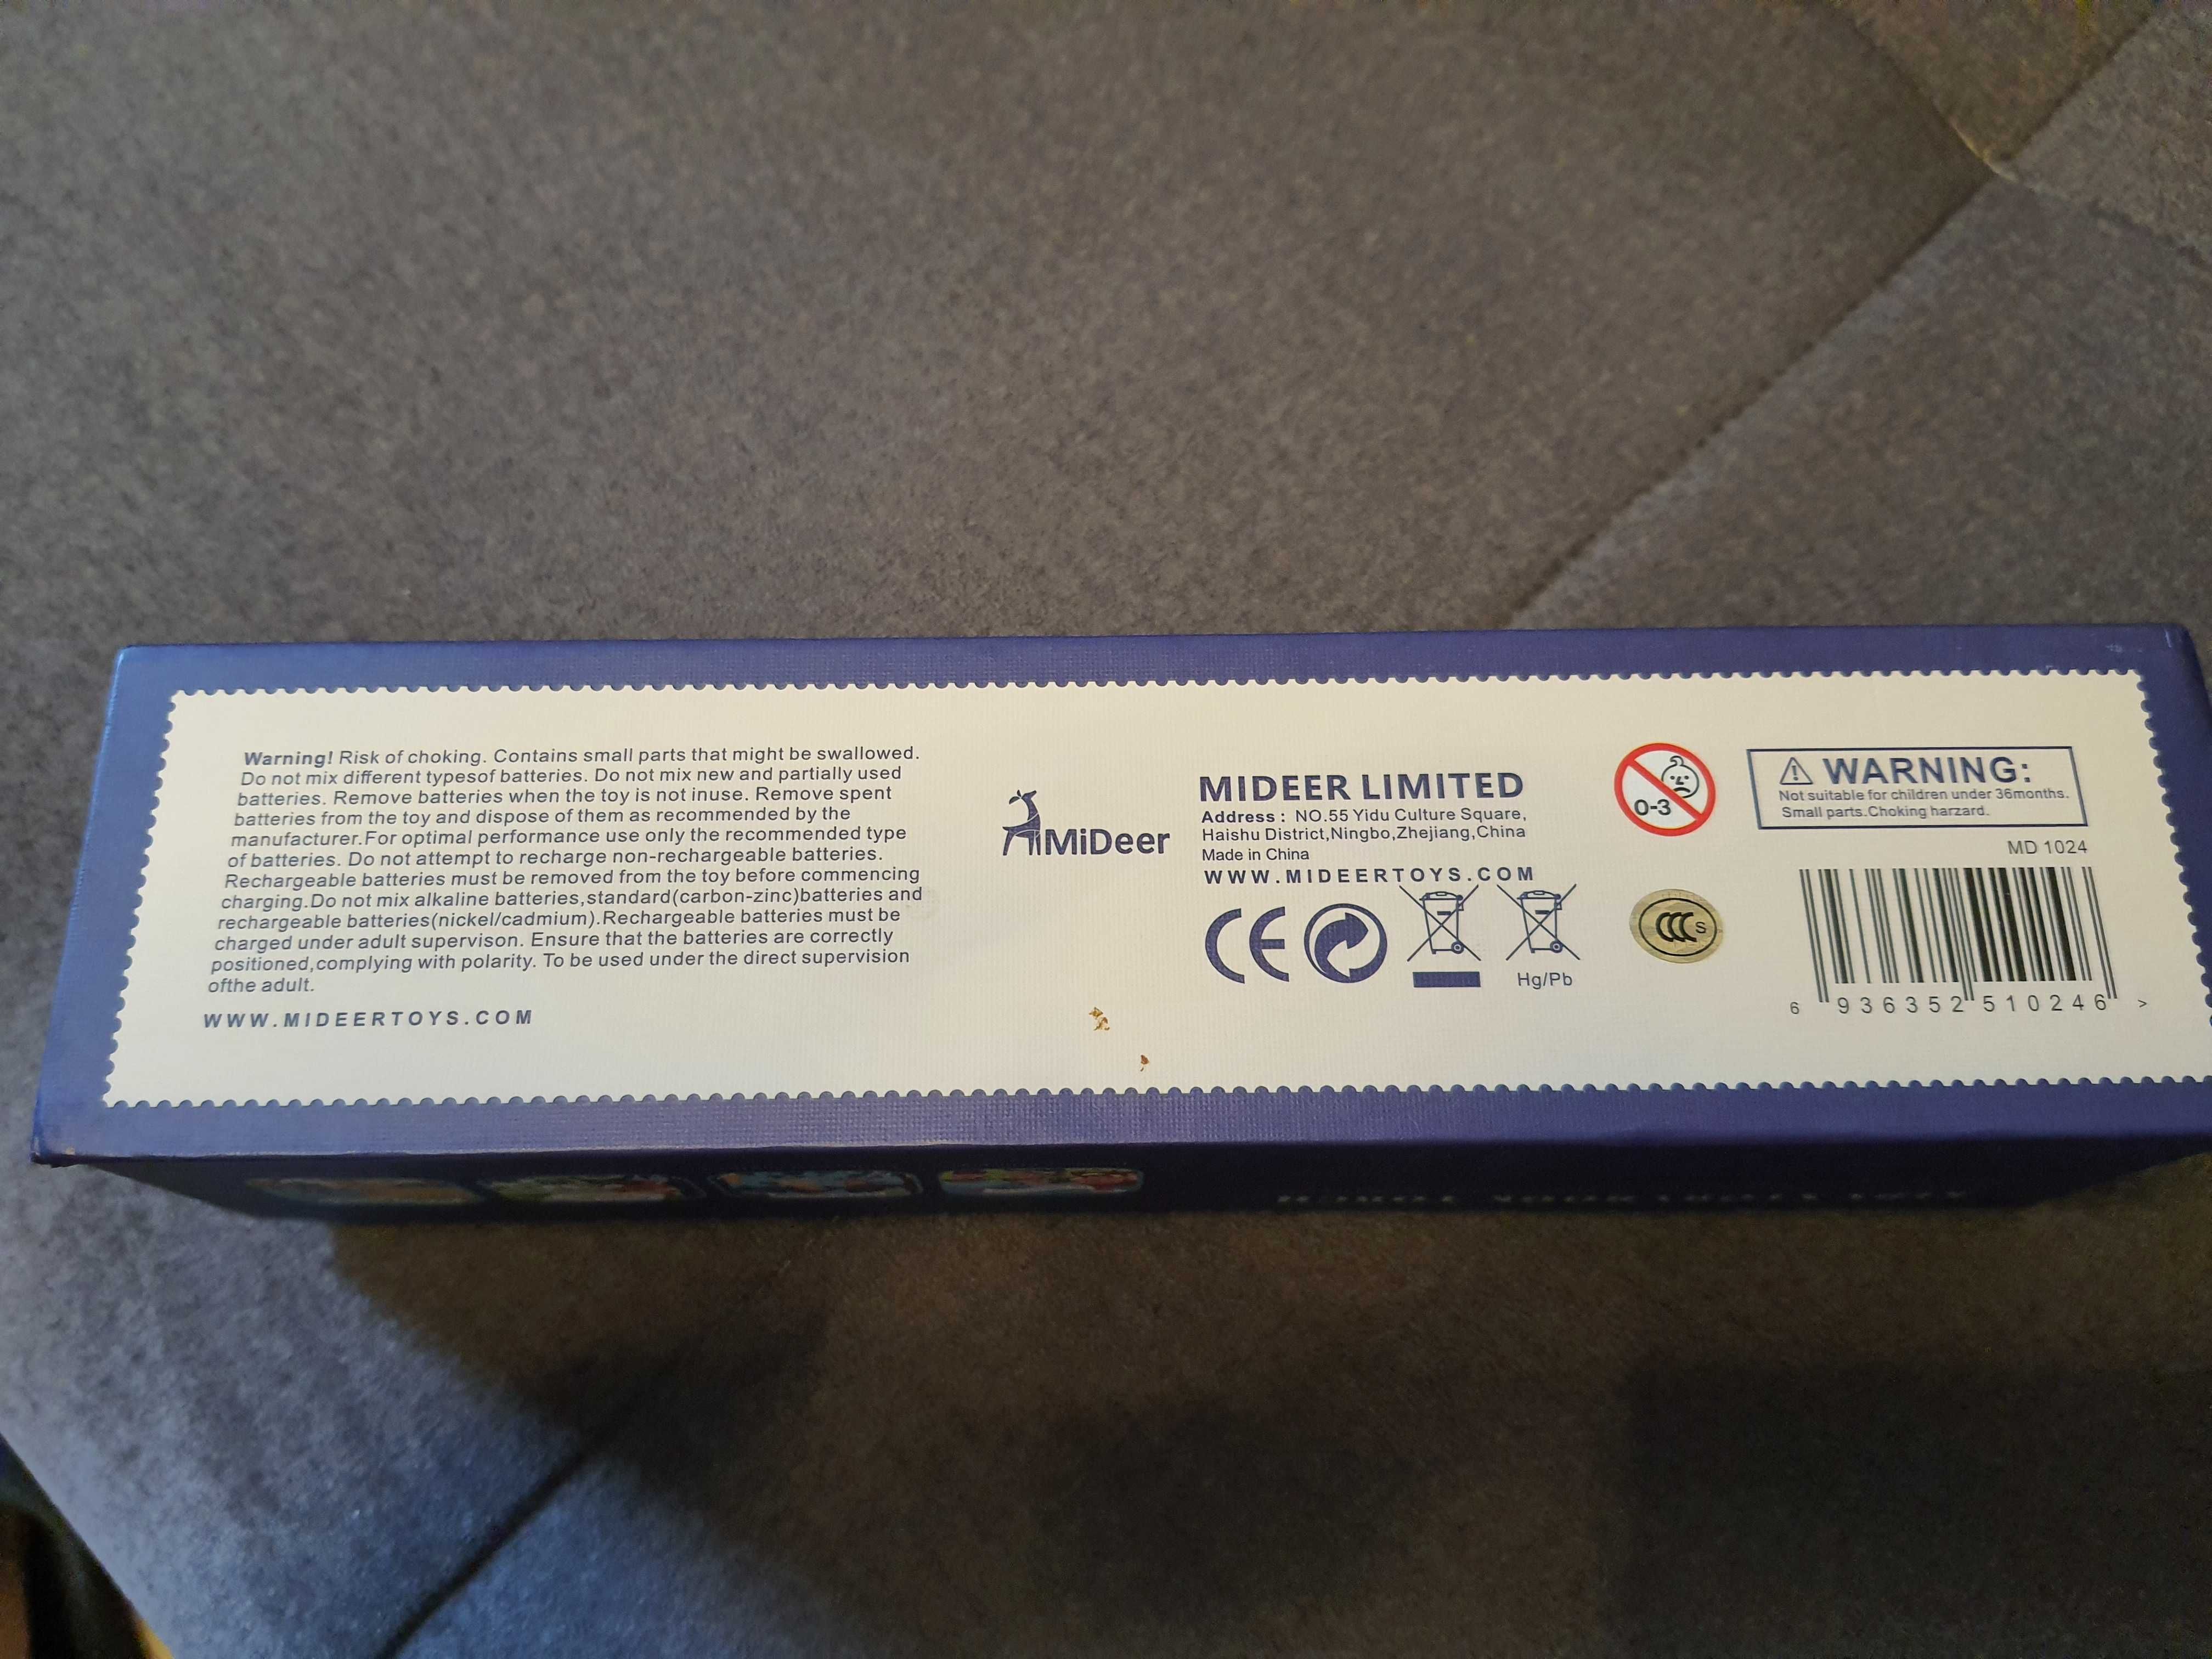 Warning! Risk of choking. Contains small parts that might be swallowed.
Do not mix different typesof batteries. Do not mix new and partially used
batteries. Remove batteries when the toy is not inuse. Remove spent
batteries from the toy and dispose of them as recommended by the
manufacturer.For optimal performance use only the recommended type
of batteries. Do not attempt to recharge non-rechargeable batteries.
Rechargeable batteries must be removed from the toy before commencing
charging.Do not mix alkaline batteries,standard(carbon-zinc)batteries and
rechargeable batteries(nickel/cadmium).Rechargeable batteries must be
charged under adult supervison. Ensure that the batteries are correctly
positioned,complying with polarity. To be used under the direct supervision
ofthe adult.
WWW.MIDEERTOYS.COM
MiDeer
MIDEER LIMITED
Address : NO.55 Yidu Culture Square,
Haishu District,Ningbo,Zhejiang,China
Made in China
WWW.MIDEERTOYS.COM
CE
Hg/Pb
0-3
CCC S
WARNING:
Not suitable for children under 36months.
Small parts.Choking harzard.
MD 1024
6 936352 510246 >